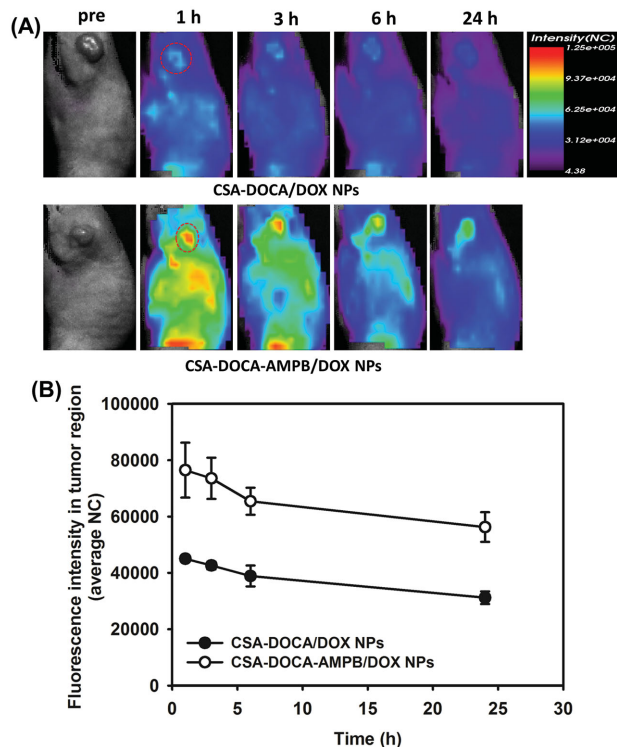 (A)
pre 1 h 3 h 6 h 24 h
Intensity(NC)
1.25e+005
9.37e+004
6.25e+004
3.12e+004
4.38
CSA-DOCA/DOX NPs
CSA-DOCA-AMPB/DOX NPs
(B)
Fluorescence intensity in tumor region
(average NC)
100000
80000
60000
40000
20000
0
CSA-DOCA/DOX NPs
CSA-DOCA-AMPB/DOX NPs
0 5 10 15 20 25 30
Time (h)